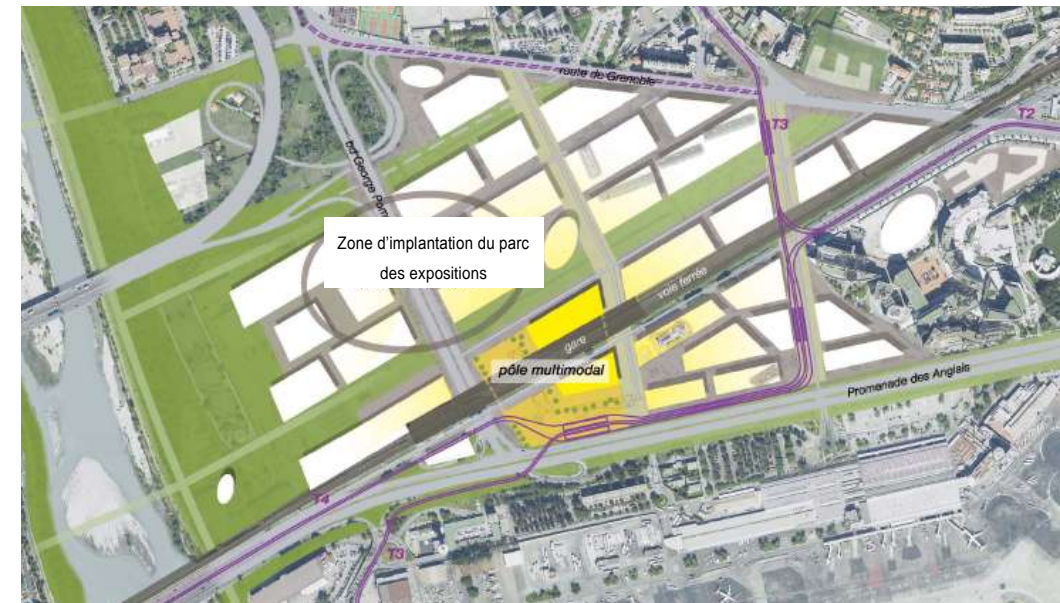 route de Grenoble
T3
T2
bd George Pom
Zone d'implantation du parc
des expositions
voie ferrée
gare
pôle multimodal
Promenade des Anglais
T4
T3